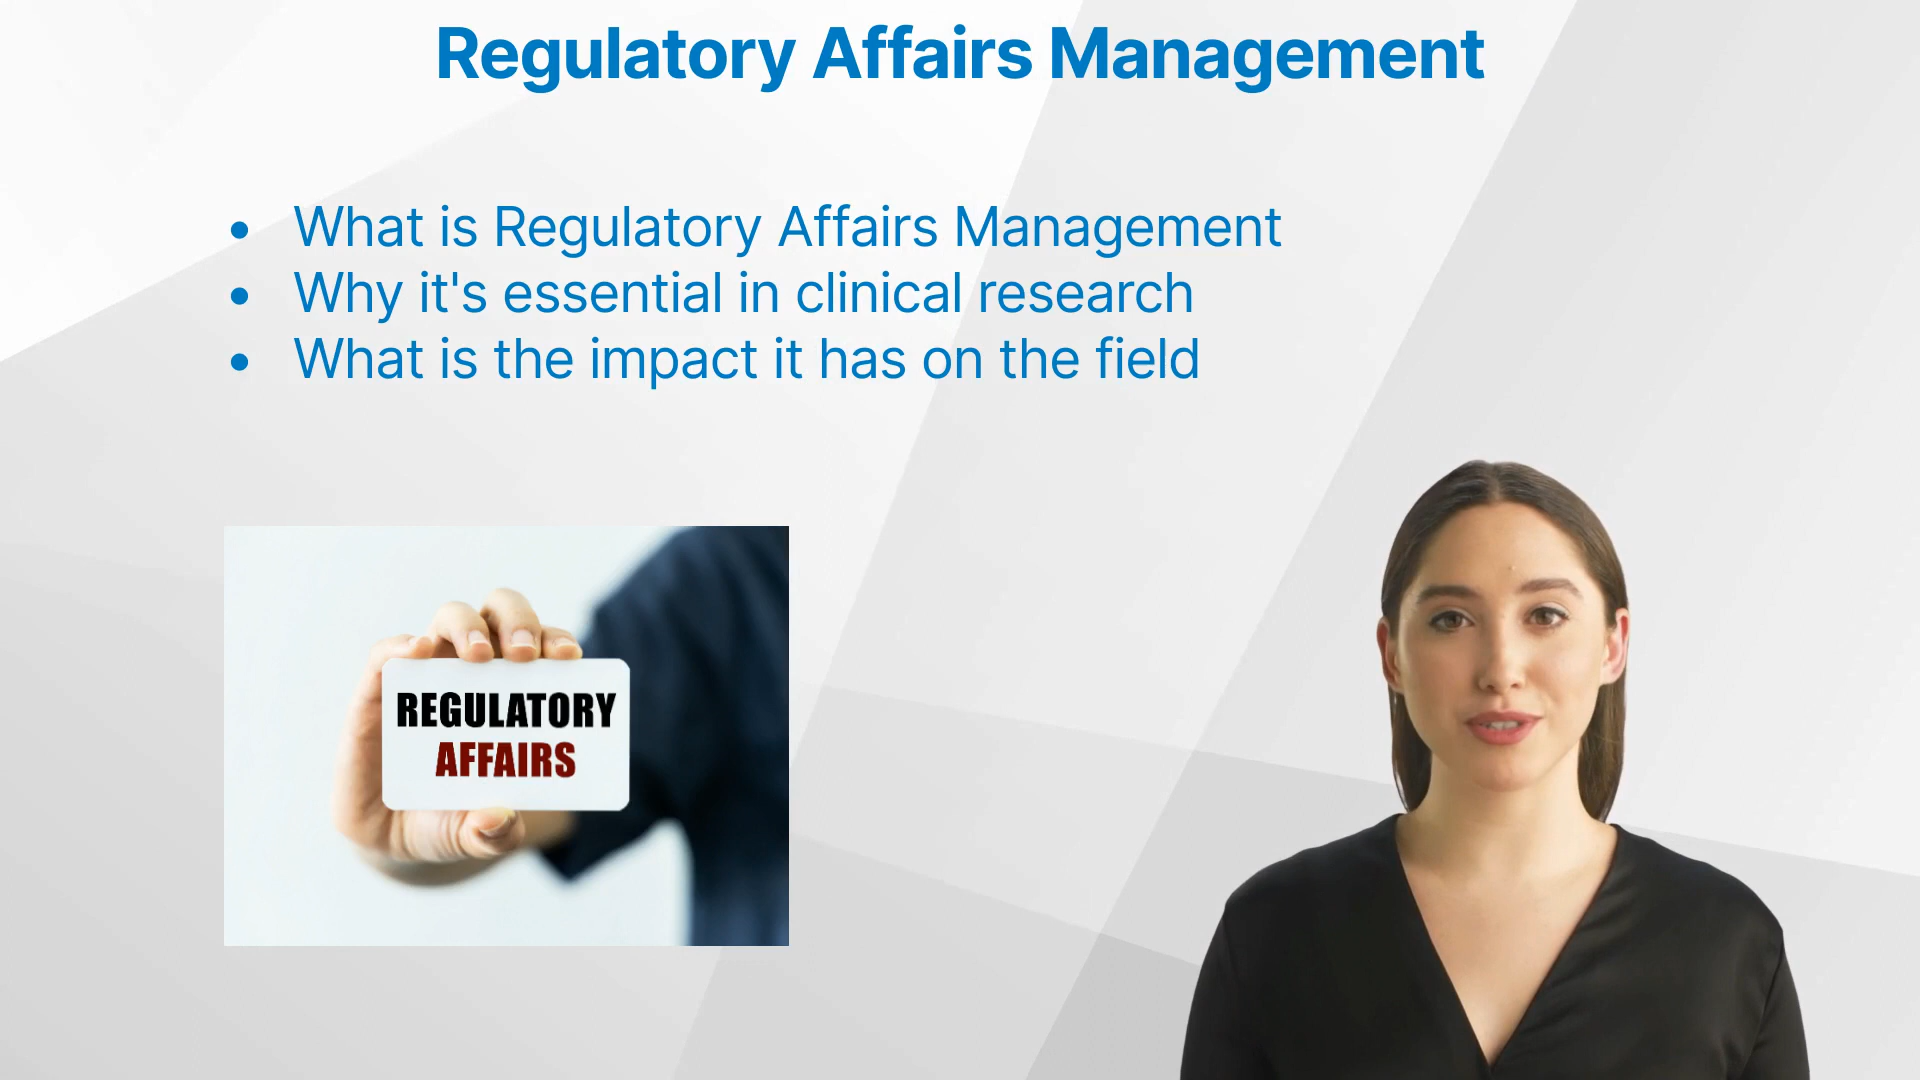 Regulatory Affairs Management
• What is Regulatory Affairs Management
• Why it's essential in clinical research
• What is the impact it has on the field
REGULATORY
AFFAIRS